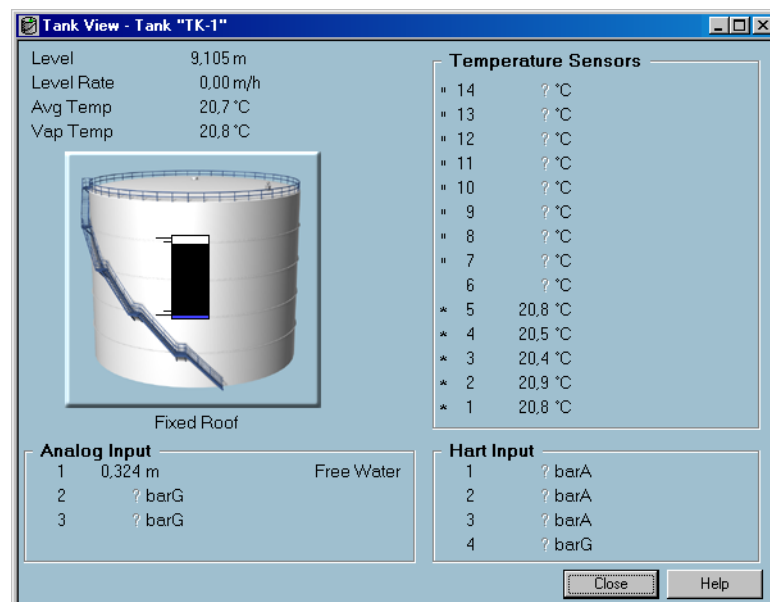 Tank View - Tank "TK-1"
Level 9,105 m
Level Rate 0,00 m/h
Avg Temp 20,7 °C
Vap Temp 20,8 °C
Fixed Roof
Temperature Sensors
" 14 ? °C
" 13 ? °C
" 12 ? °C
" 11 ? °C
" 10 ? °C
" 9 ? °C
" 8 ? °C
" 7 ? °C
6 ? °C
* 5 20,8 °C
* 4 20,5 °C
* 3 20,4 °C
* 2 20,9 °C
* 1 20,8 °C
Analog Input
1 0,324 m Free Water
2 ? barG
3 ? barG
Hart Input
1 ? barA
2 ? barA
3 ? barA
4 ? barG
Close Help